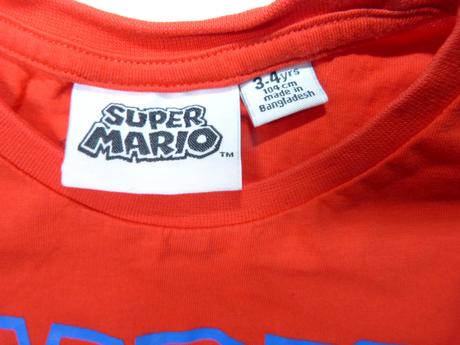 SUPER
MARIO TM
3-4yrs
104 cm
made in
Bangladesh